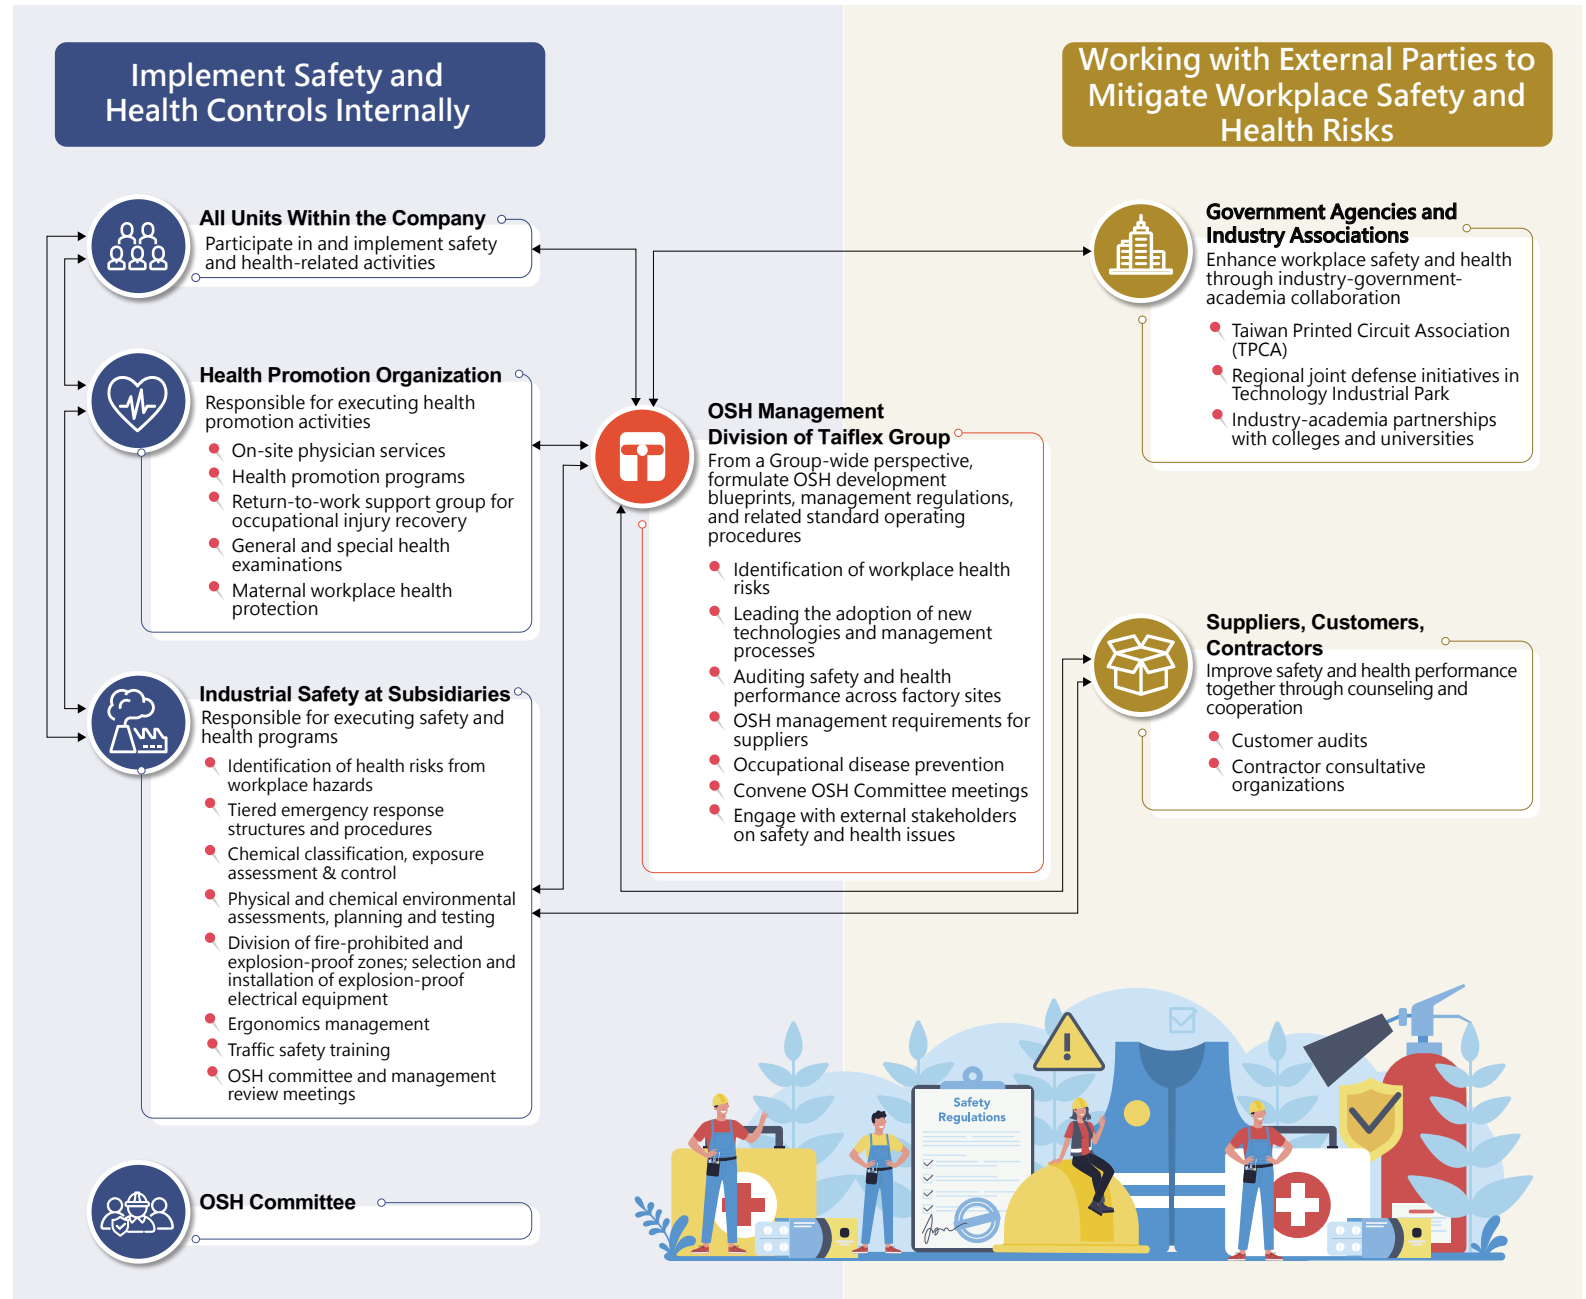 Implement Safety and
Health Controls Internally
Working with External Parties to
Mitigate Workplace Safety and
Health Risks
All Units Within the Company
Participate in and implement safety
and health-related activities
Health Promotion Organization
Responsible for executing health
promotion activities
On-site physician services
Health promotion programs
Return-to-work support group for
occupational injury recovery
General and special health
examinations
Maternal workplace health
protection
Industrial Safety at Subsidiaries
Responsible for executing safety and
health programs
Identification of health risks from
workplace hazards
Tiered emergency response
structures and procedures
Chemical classification, exposure
assessment & control
Physical and chemical environmental
assessments, planning and testing
Division of fire-prohibited and
explosion-proof zones; selection and
installation of explosion-proof
electrical equipment
Ergonomics management
Traffic safety training
OSH committee and management
review meetings
OSH Committee
OSH Management
Division of Taiflex Group
From a Group-wide perspective,
formulate OSH development
blueprints, management regulations,
and related standard operating
procedures
Identification of workplace health
risks
Leading the adoption of new
technologies and management
processes
Auditing safety and health
performance across factory sites
OSH management requirements for
suppliers
Occupational disease prevention
Convene OSH Committee meetings
Engage with external stakeholders
on safety and health issues
Government Agencies and
Industry Associations
Enhance workplace safety and health
through industry-government-
academia collaboration
Taiwan Printed Circuit Association
(TPCA)
Regional joint defense initiatives in
Technology Industrial Park
Industry-academia partnerships
with colleges and universities
Suppliers, Customers,
Contractors
Improve safety and health performance
together through counseling and
cooperation
Customer audits
Contractor consultative
organizations
Safety
Regulations